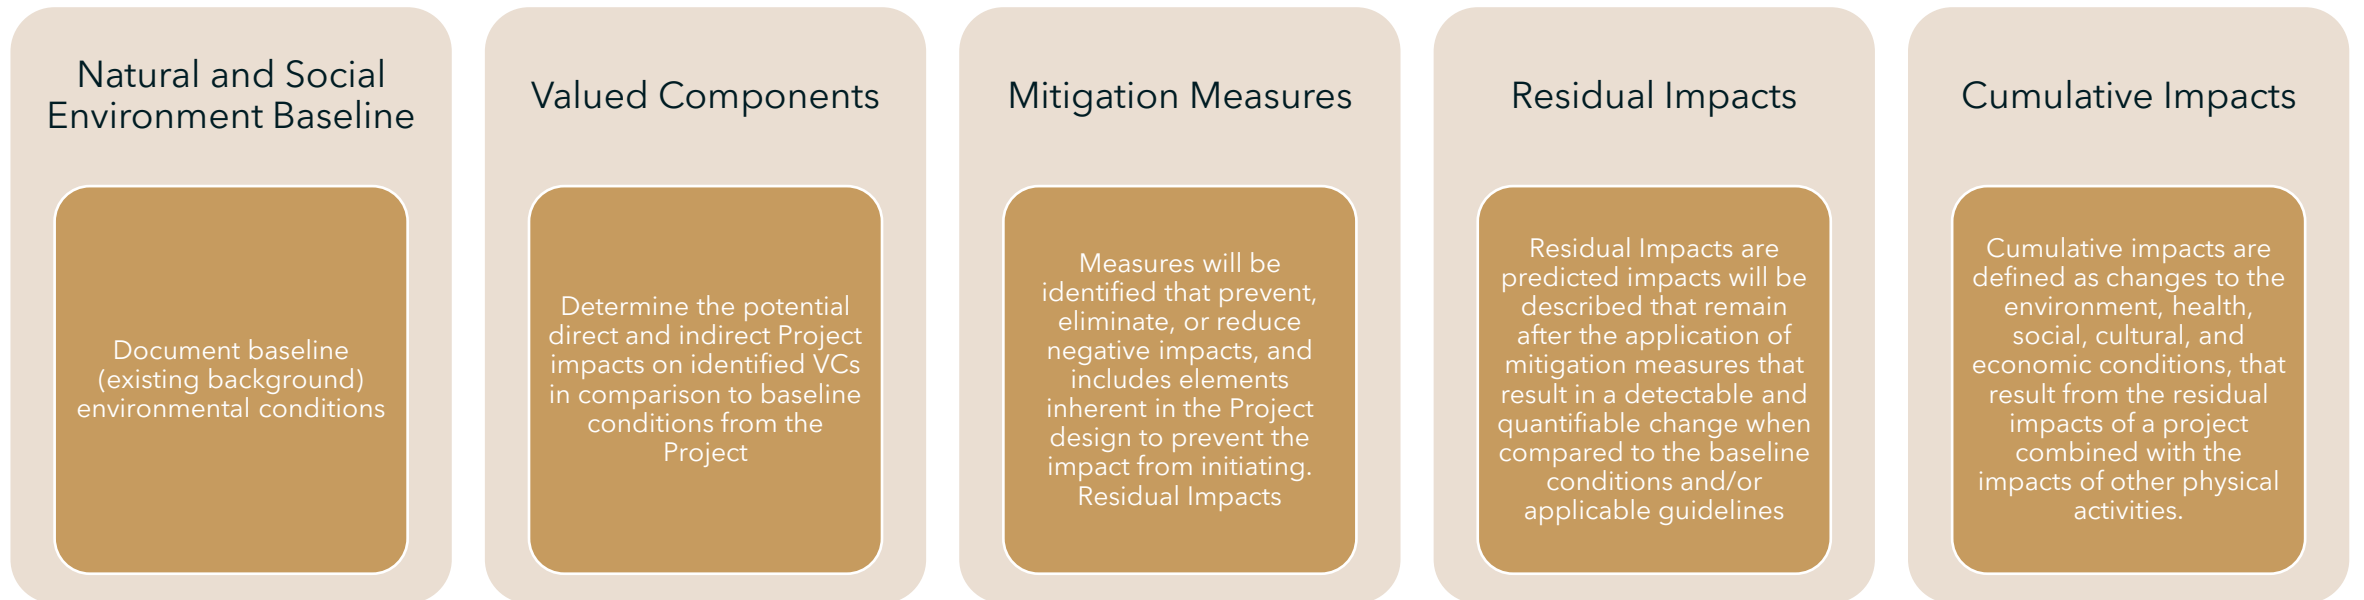 Natural and Social
Environment Baseline
Document baseline
(existing background)
environmental conditions
Valued Components
Determine the potential
direct and indirect Project
impacts on identified VCs
in comparison to baseline
conditions from the
Project
Mitigation Measures
Measures will be
identified that prevent,
eliminate, or reduce
negative impacts, and
includes elements
inherent in the Project
design to prevent the
impact from initiating.
Residual Impacts
Residual Impacts
Residual Impacts are
predicted impacts will be
described that remain
after the application of
mitigation measures that
result in a detectable and
quantifiable change when
compared to the baseline
conditions and/or
applicable guidelines
Cumulative Impacts
Cumulative impacts are
defined as changes to the
environment, health,
social, cultural, and
economic conditions, that
result from the residual
impacts of a project
combined with the
impacts of other physical
activities.